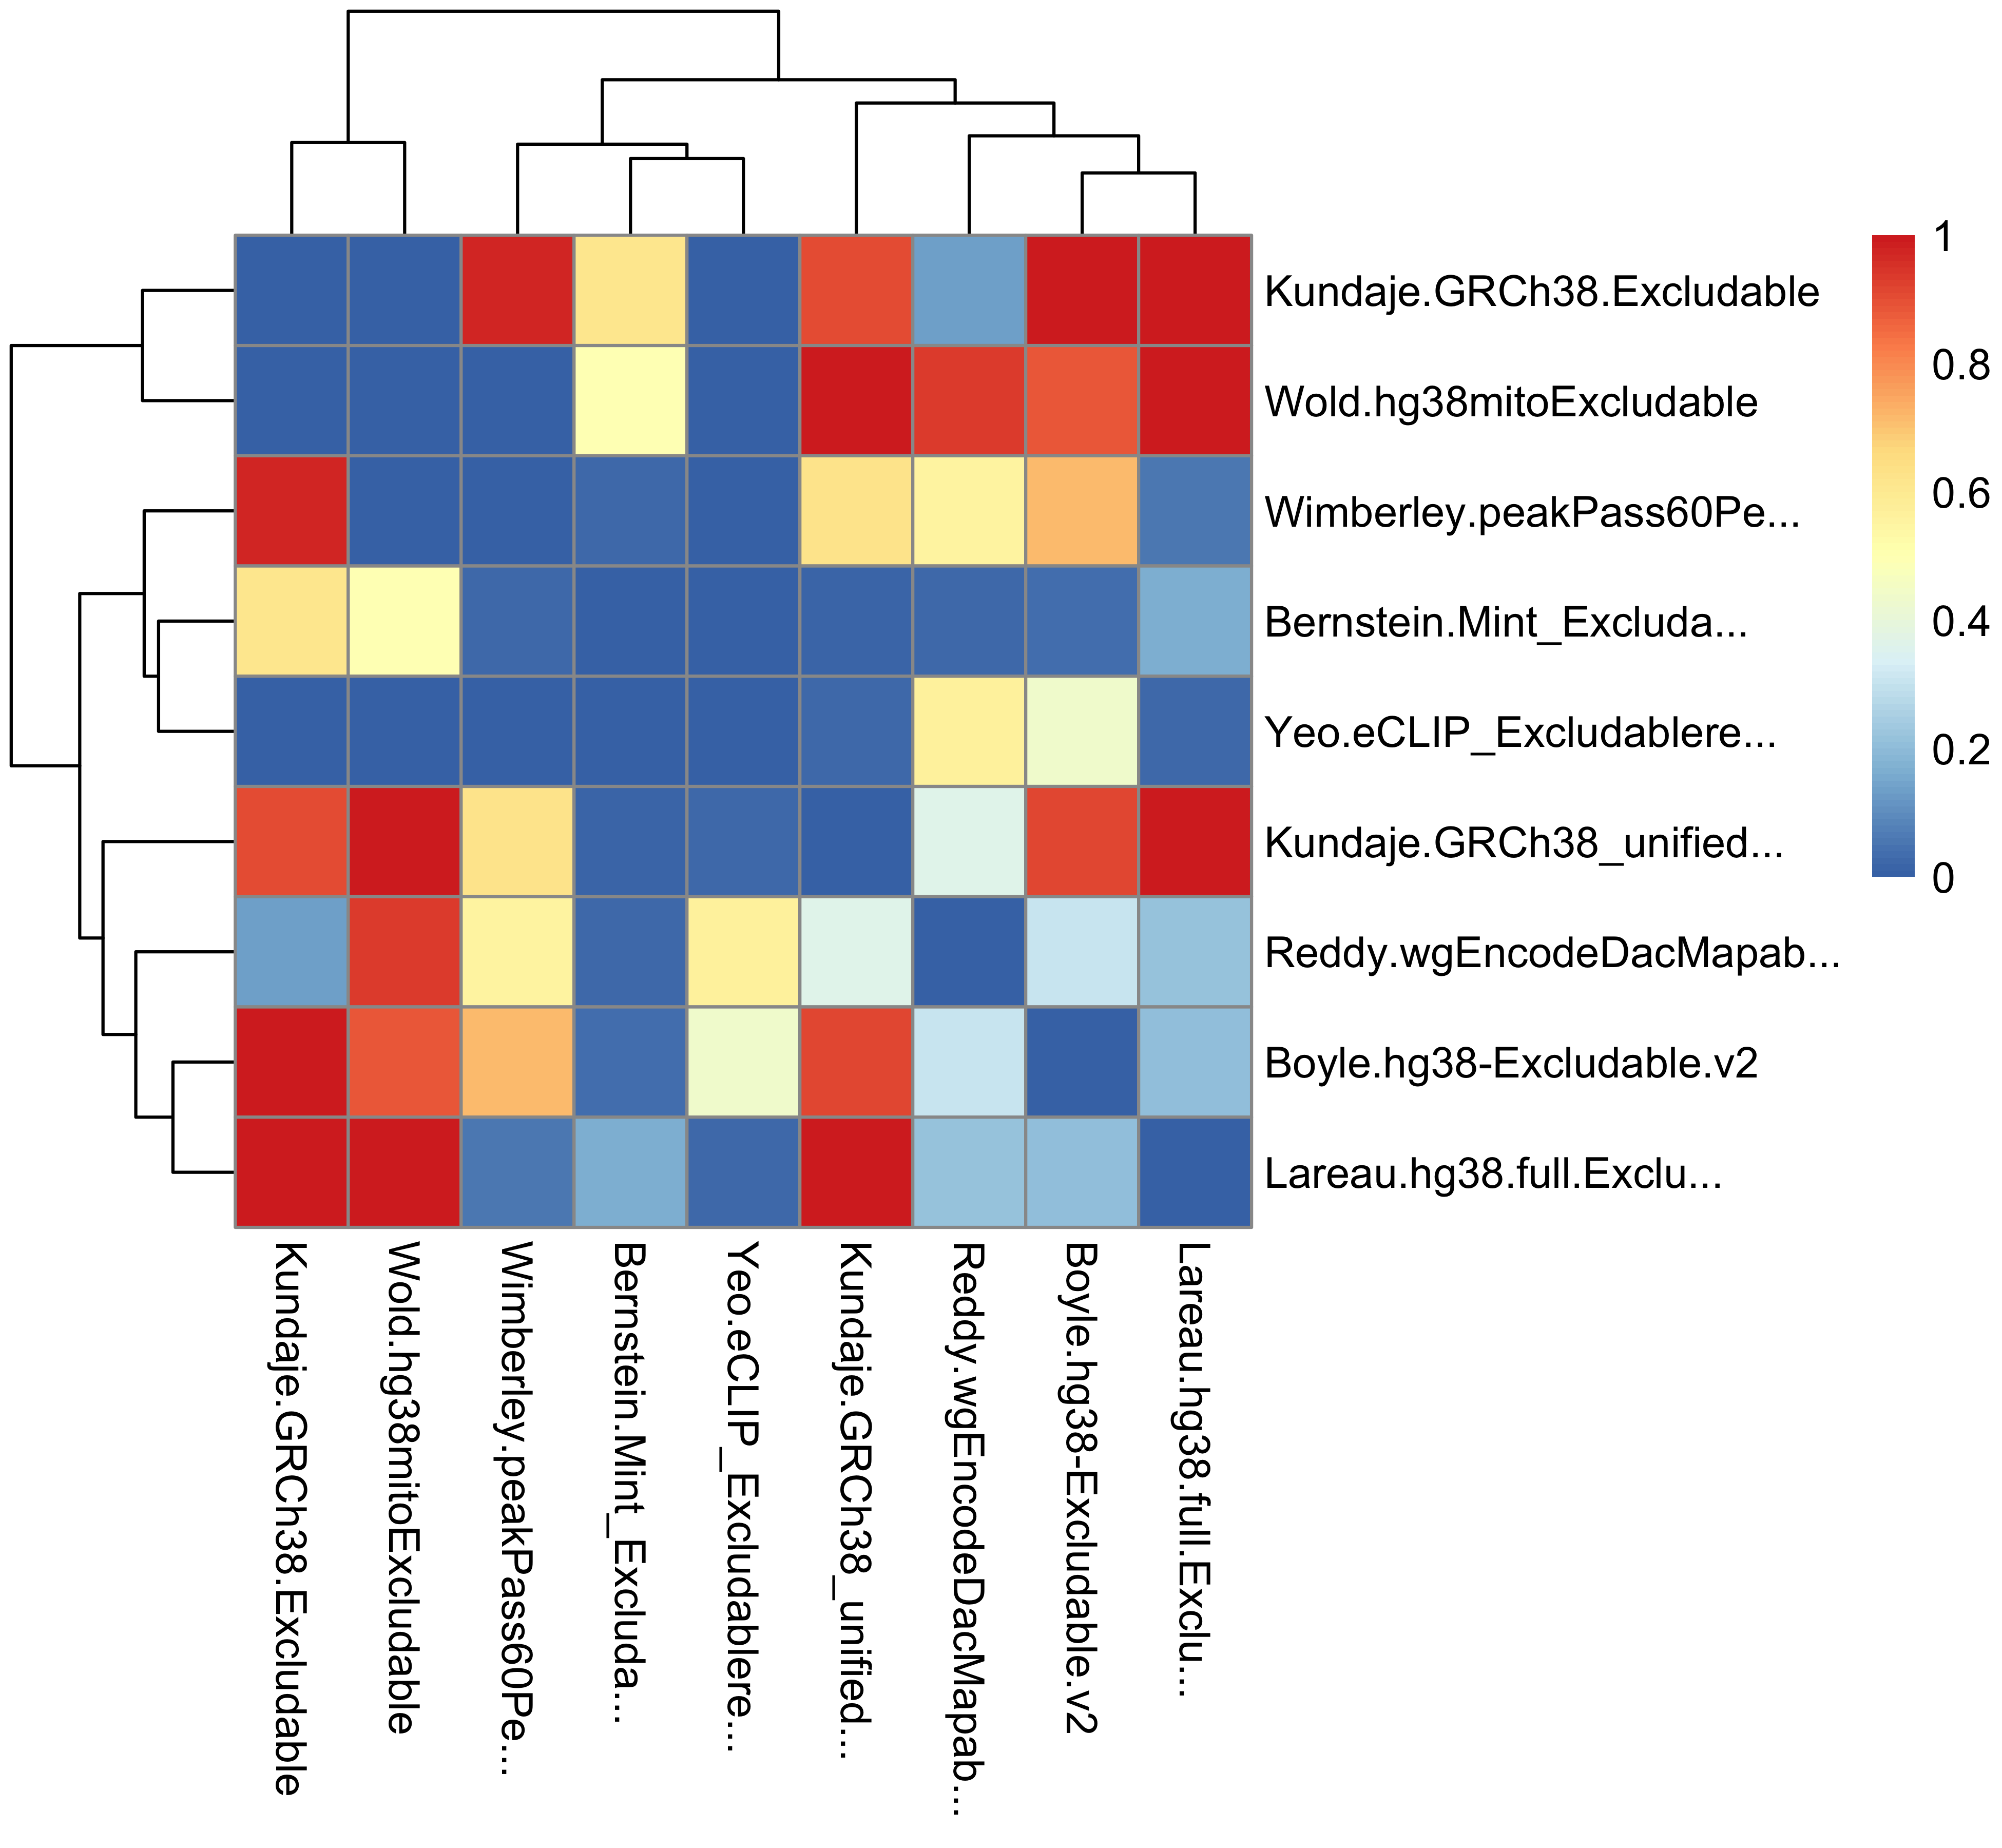 1
0.8
0.6
0.4
0.2
0
Kundaje.GRCh38.Excludable
Wold.hg38mitoExcludable
Wimberley.peakPass60Pe...
Bernstein.Mint_Excluda...
Yeo.eCLIP_Excludablere...
Kundaje.GRCh38_unified...
Reddy.wgEncodeDacMapab...
Boyle.hg38-Excludable.v2
Lareau.hg38.full.Exclu...
Kundaje.GRCh38.Excludable
Wold.hg38mitoExcludable
Wimberley.peakPass60Pe...
Bernstein.Mint_Excluda...
Yeo.eCLIP_Excludablere...
Kundaje.GRCh38_unified...
Reddy.wgEncodeDacMapab...
Boyle.hg38-Excludable.v2
Lareau.hg38.full.Exclu...